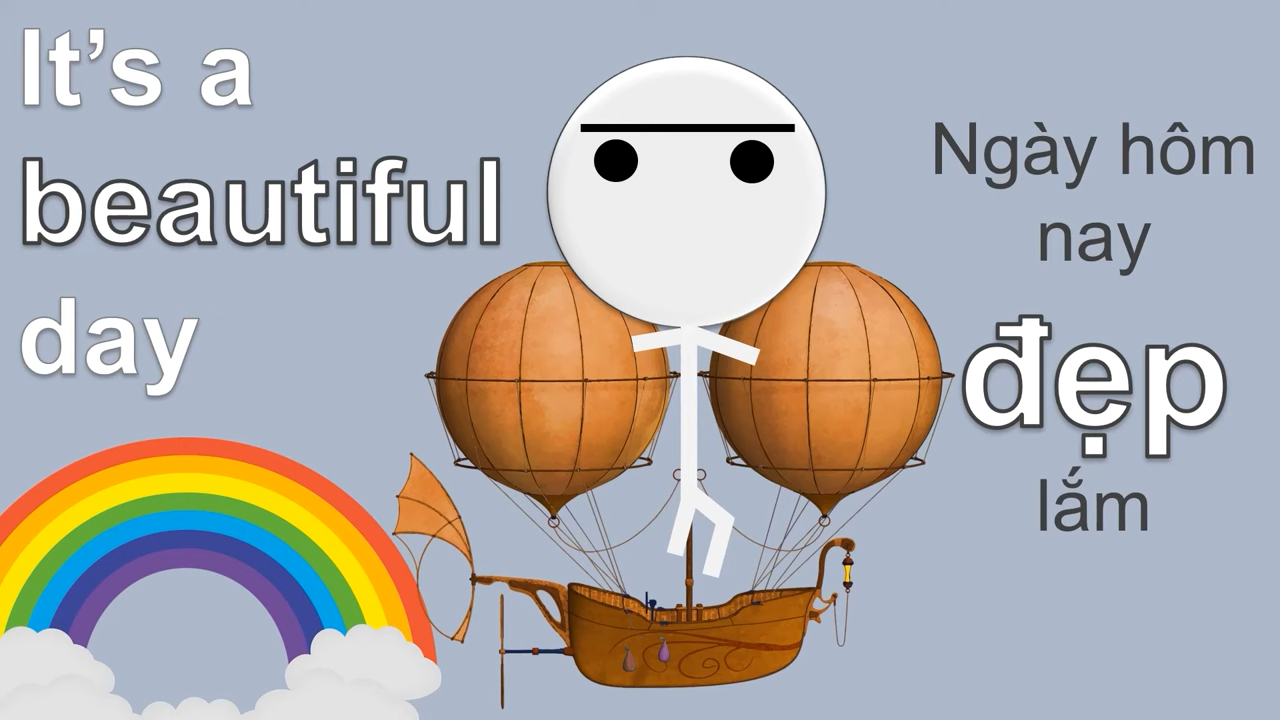 It’s a
beautiful
day
Ngày hôm
nay
đẹp
lắm